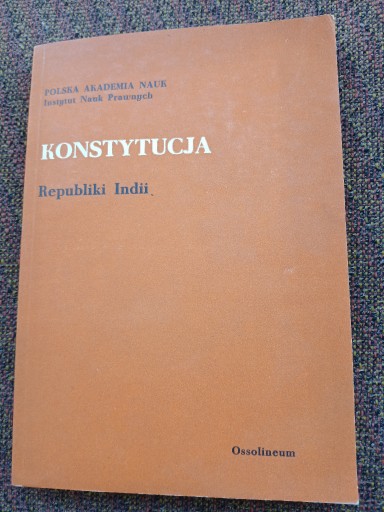 POLSKA AKADEMIA NAUK
Instytut Nauk Prawnych
KONSTYTUCJA
Republiki Indii
Ossolineum